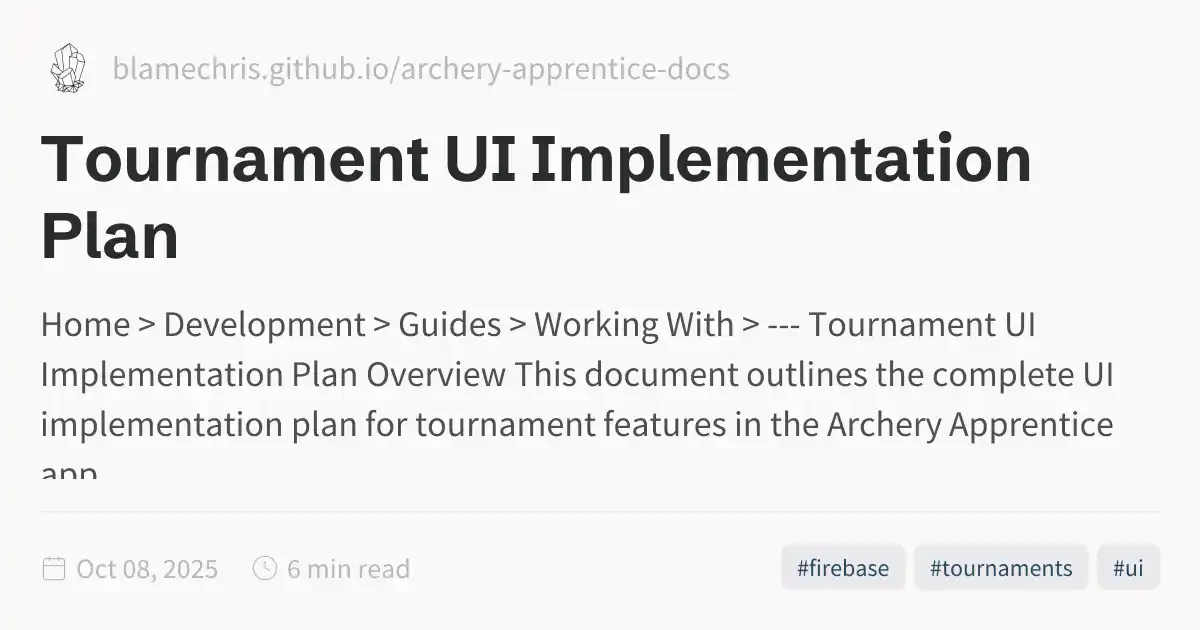 blamechris.github.io/archery-apprentice-docs
Tournament UI Implementation
Plan
Home > Development > Guides > Working With > --- Tournament UI
Implementation Plan Overview This document outlines the complete UI
implementation plan for tournament features in the Archery Apprentice
app
Oct 08, 2025 6 min read #firebase #tournaments #ui